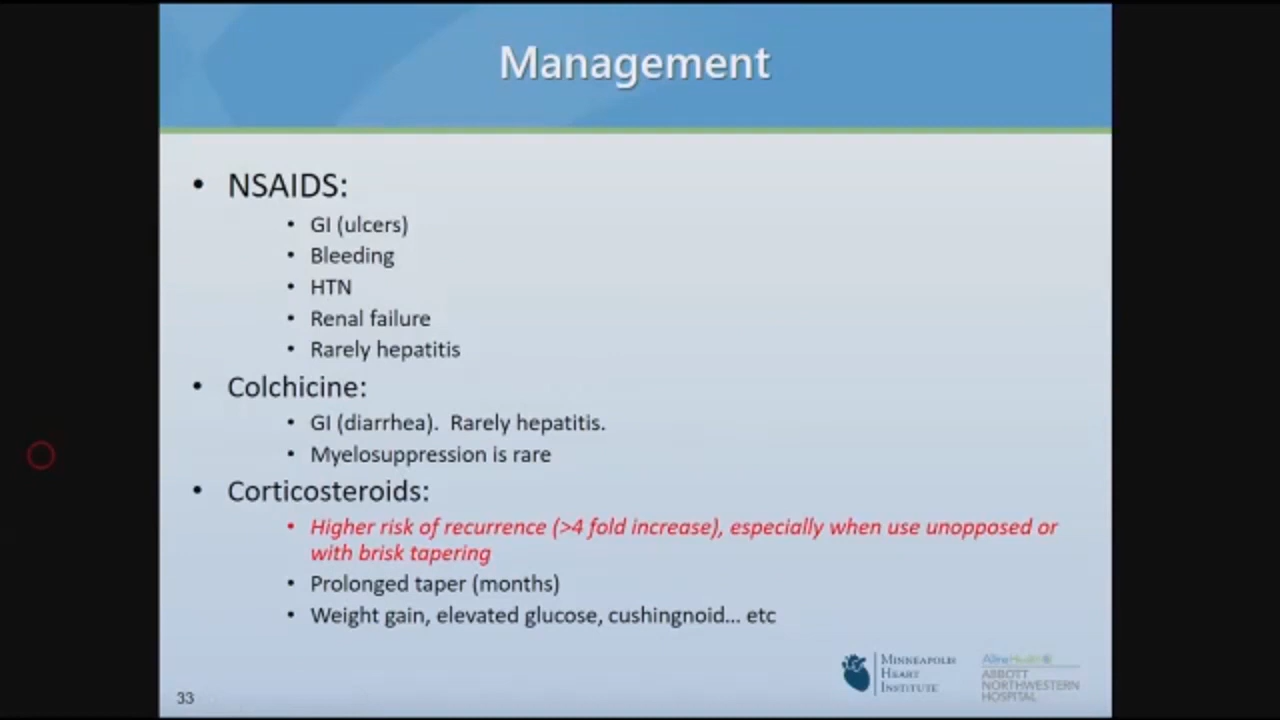 Management
• NSAIDS:
• GI (ulcers)
• Bleeding
• HTN
• Renal failure
• Rarely hepatitis
• Colchicine:
• GI (diarrhea). Rarely hepatitis.
• Myelosuppression is rare
• Corticosteroids:
• Higher risk of recurrence (>4 fold increase), especially when use unopposed or
with brisk tapering
• Prolonged taper (months)
• Weight gain, elevated glucose, cushingnoid... etc
MINNEAPOLIS
HEART
INSTITUTE
AllinaHealth
ABBOTT
NORTHWESTERN
HOSPITAL
33